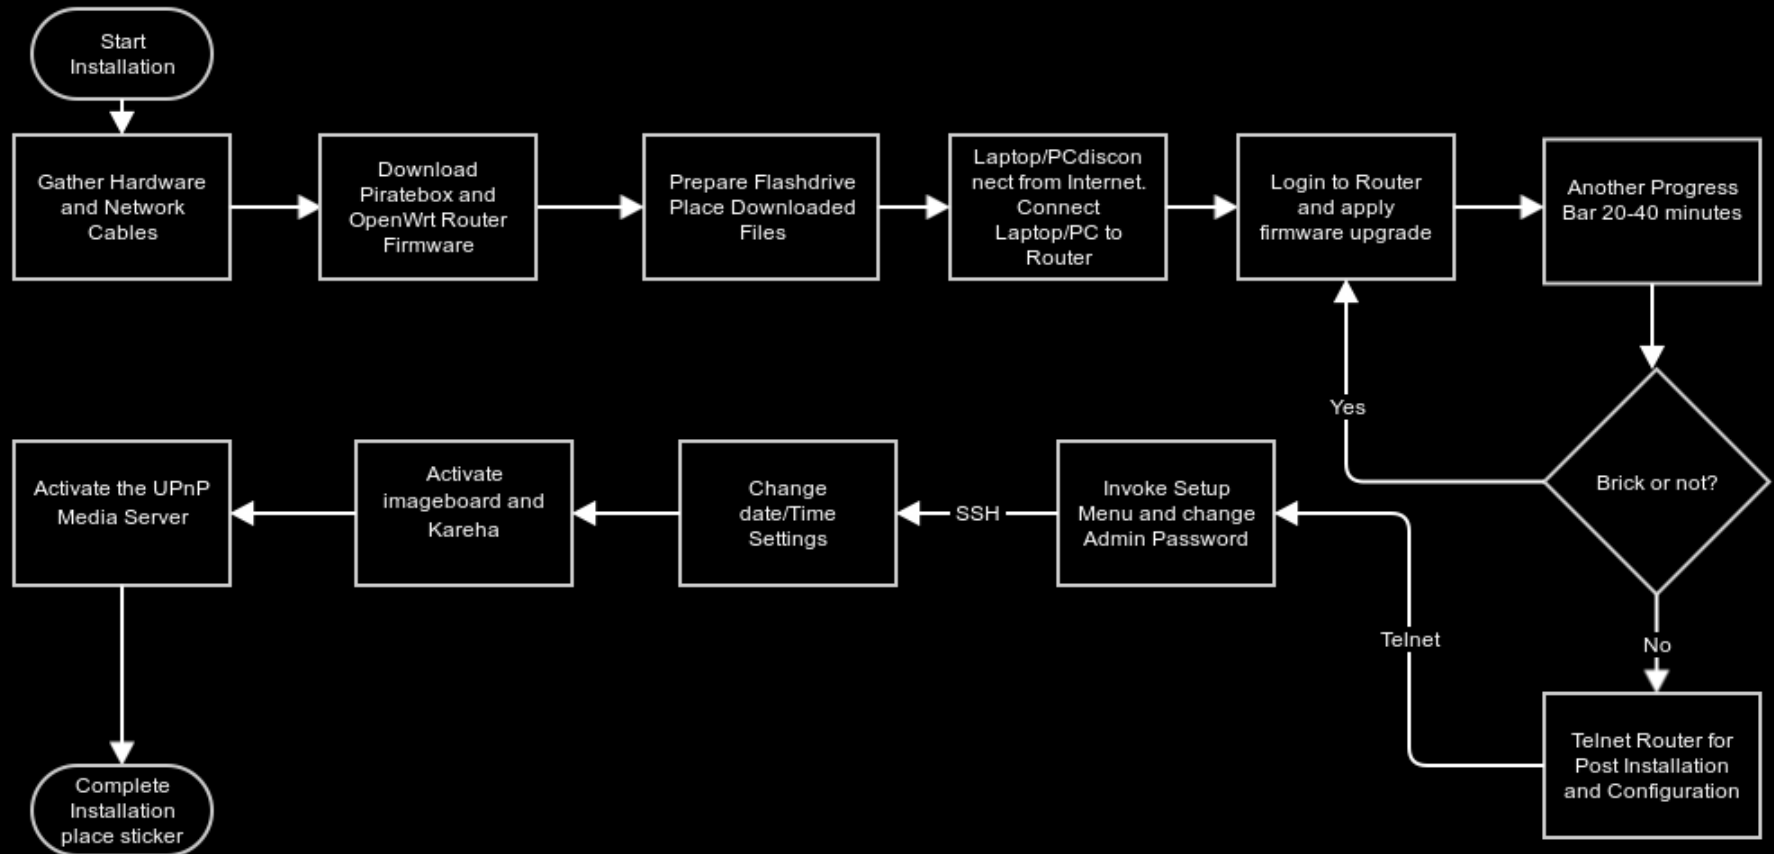 Start
Installation
Gather Hardware
and Network
Cables
Download
Piratebox and
OpenWrt Router
Firmware
Prepare Flashdrive
Place Downloaded
Files
Laptop/PCdiscon
nect from Internet.
Connect
Laptop/PC to
Router
Login to Router
and apply
firmware upgrade
Another Progress
Bar 20-40 minutes
Brick or not?
Yes
No
Telnet Router for
Post Installation
and Configuration
Telnet
Invoke Setup
Menu and change
Admin Password
SSH
Change
date/Time
Settings
Activate
imageboard and
Kareha
Activate the UPnP
Media Server
Complete
Installation
place sticker